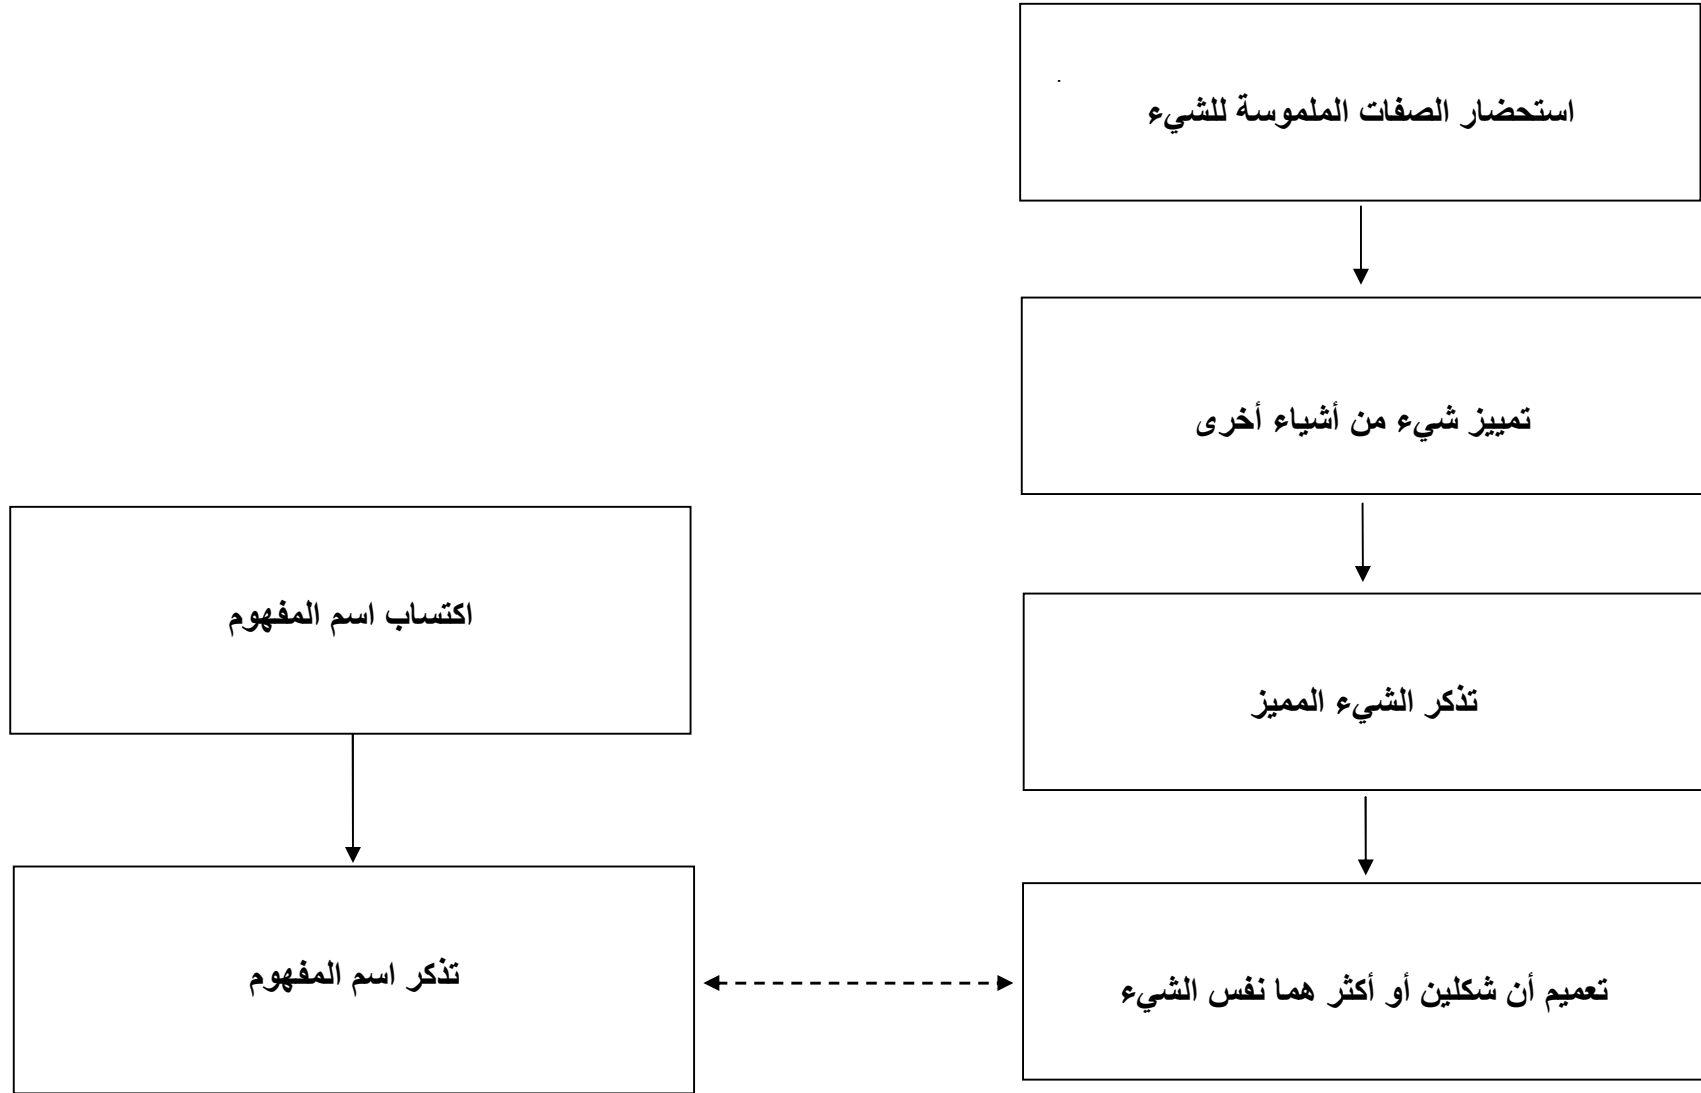 استحضار الصفات الملموسة للشيء
تمييز شيء من أشياء أخرى
تذكر الشيء المميز
تعميم أن شكلين أو أكثر هما نفس الشيء
اكتساب اسم المفهوم
تذكر اسم المفهوم